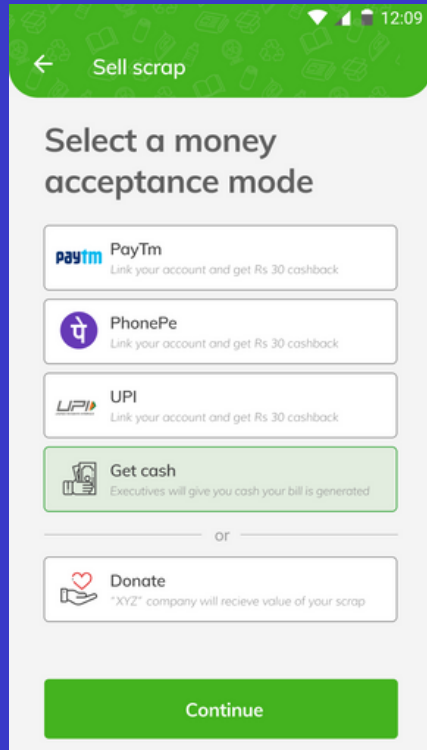 12:09
Sell scrap
Select a money
acceptance mode
paytm
PayTm
Link your account and get Rs 30 cashback
पे
PhonePe
Link your account and get Rs 30 cashback
UPI
UPI
Link your account and get Rs 30 cashback
Get cash
Executives will give you cash your bill is generated
or
Donate
"XYZ" company will recieve value of your scrap
Continue